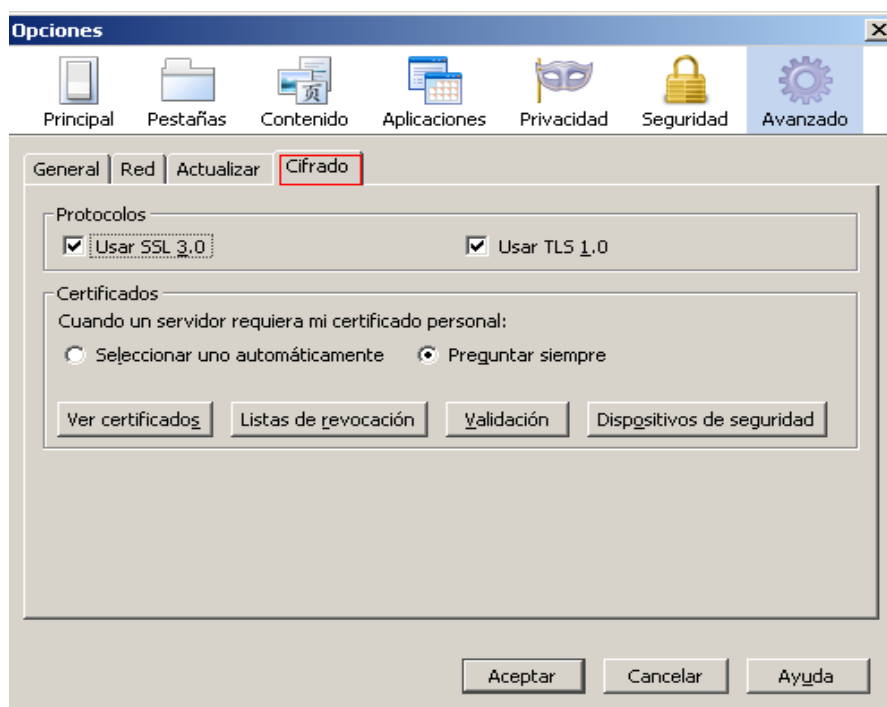 Opciones
Principal Pestañas Contenido Aplicaciones Privacidad Seguridad Avanzado
General Red Actualizar Cifrado
Protocolos
Usar SSL 3.0 Usar TLS 1.0
Certificados
Cuando un servidor requiera mi certificado personal:
Seleccionar uno automáticamente Preguntar siempre
Ver certificados Listas de revocación Validación Dispositivos de seguridad
Aceptar Cancelar Ayuda